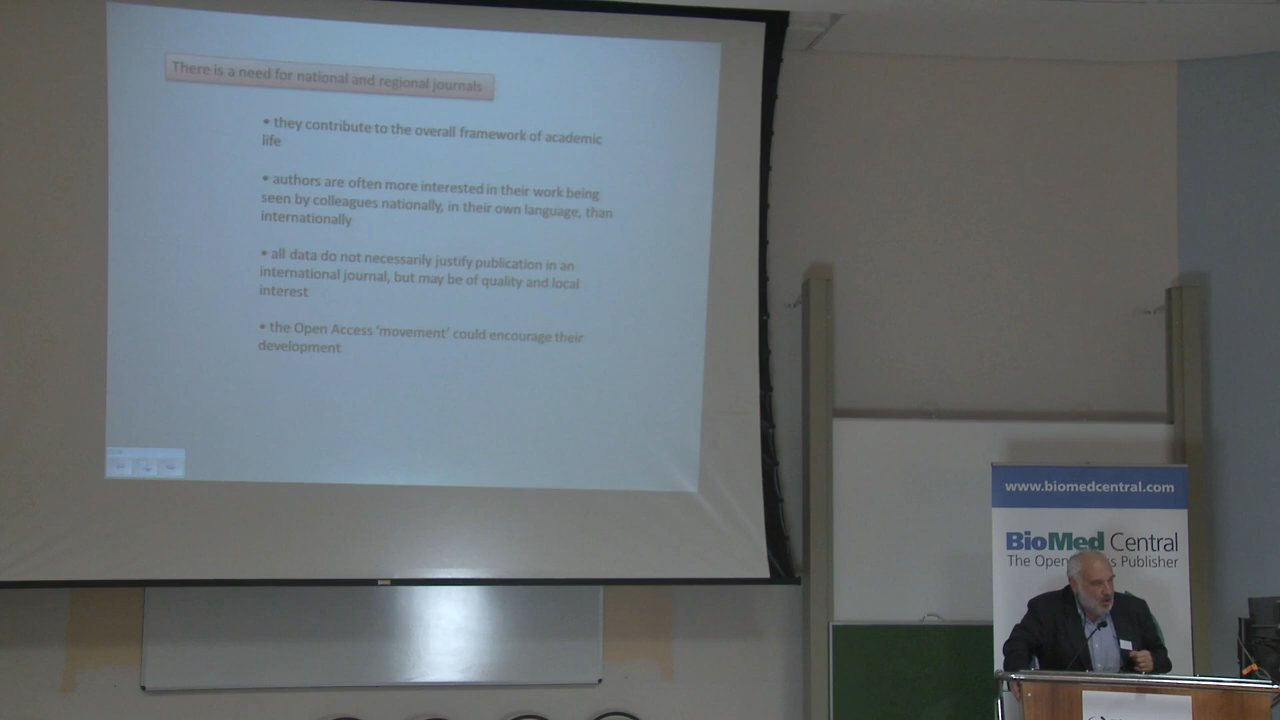 There is a need for national and regional journals
• they contribute to the overall framework of academic
life
• authors are often more interested in their work being
seen by colleagues nationally, in their own language, than
internationally
• all data do not necessarily justify publication in an
international journal, but may be of quality and local
interest
• the Open Access ‘movement’ could encourage their
development
www.biomedcentral.com
BioMed Central
The Open s Publisher